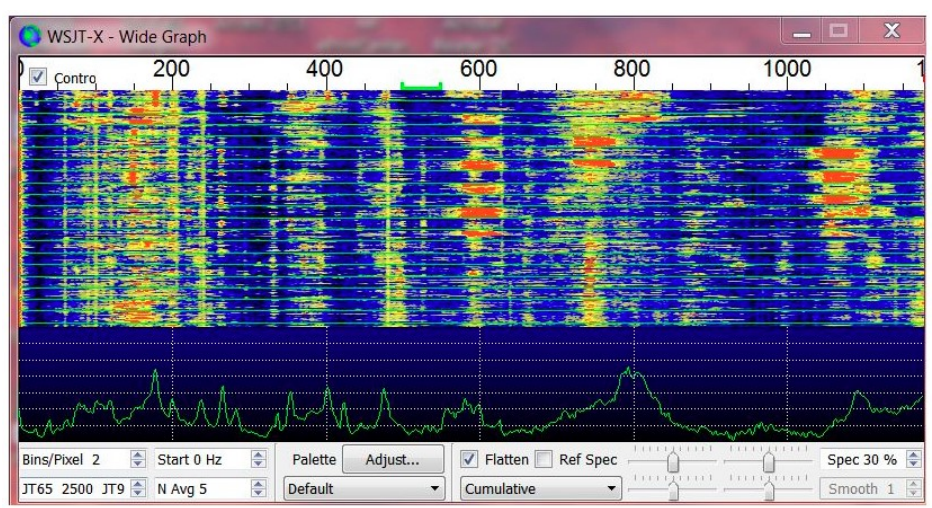 WSJT-X - Wide Graph
Contro 200 400 600 800 1000 1
Bins/Pixel 2 Start 0 Hz Palette Adjust... Flatten Ref Spec Spec 30 %
JT65 2500 JT9 N Avg 5 Default Cumulative Smooth 1